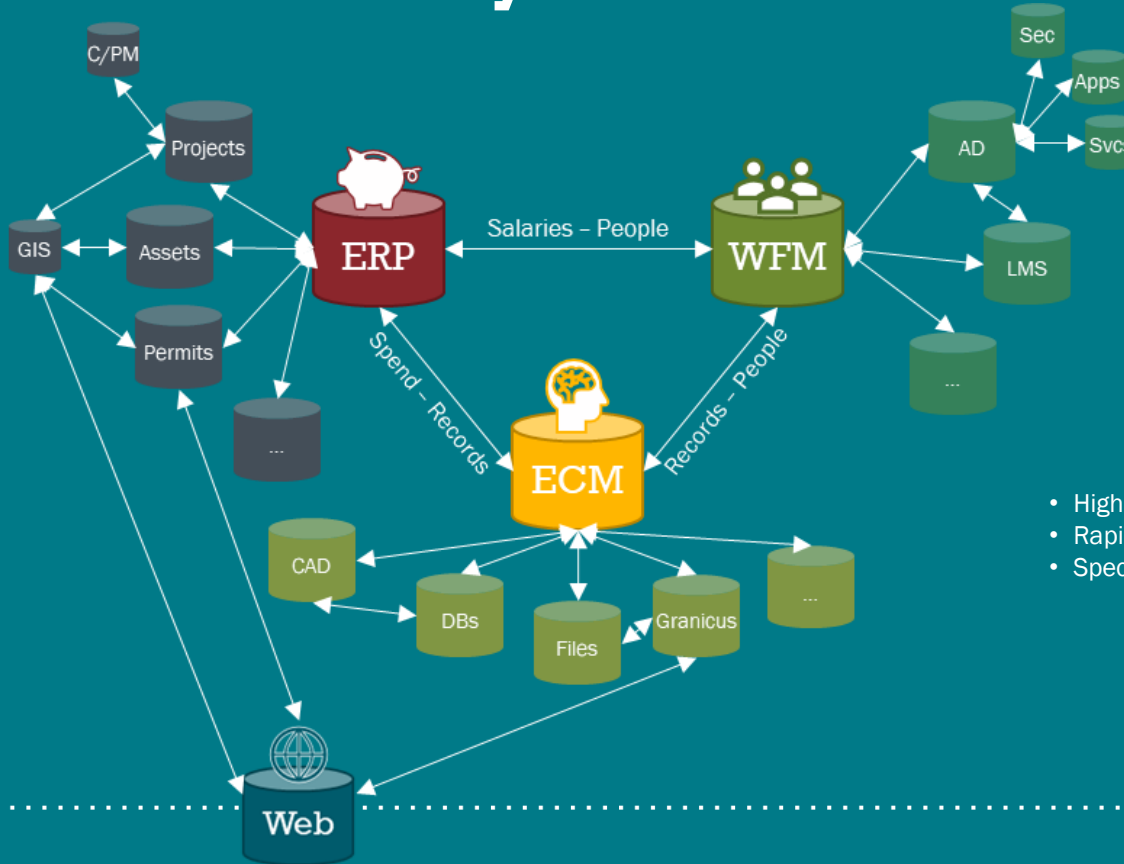 C/PM
Projects
GIS
Assets
Permits
...
ERP
Salaries – People
WFM
Sec
Apps
AD
LMS
...
Spend – Records
Records – People
ECM
CAD
DBs
Files
Granicus
...
• High
Web